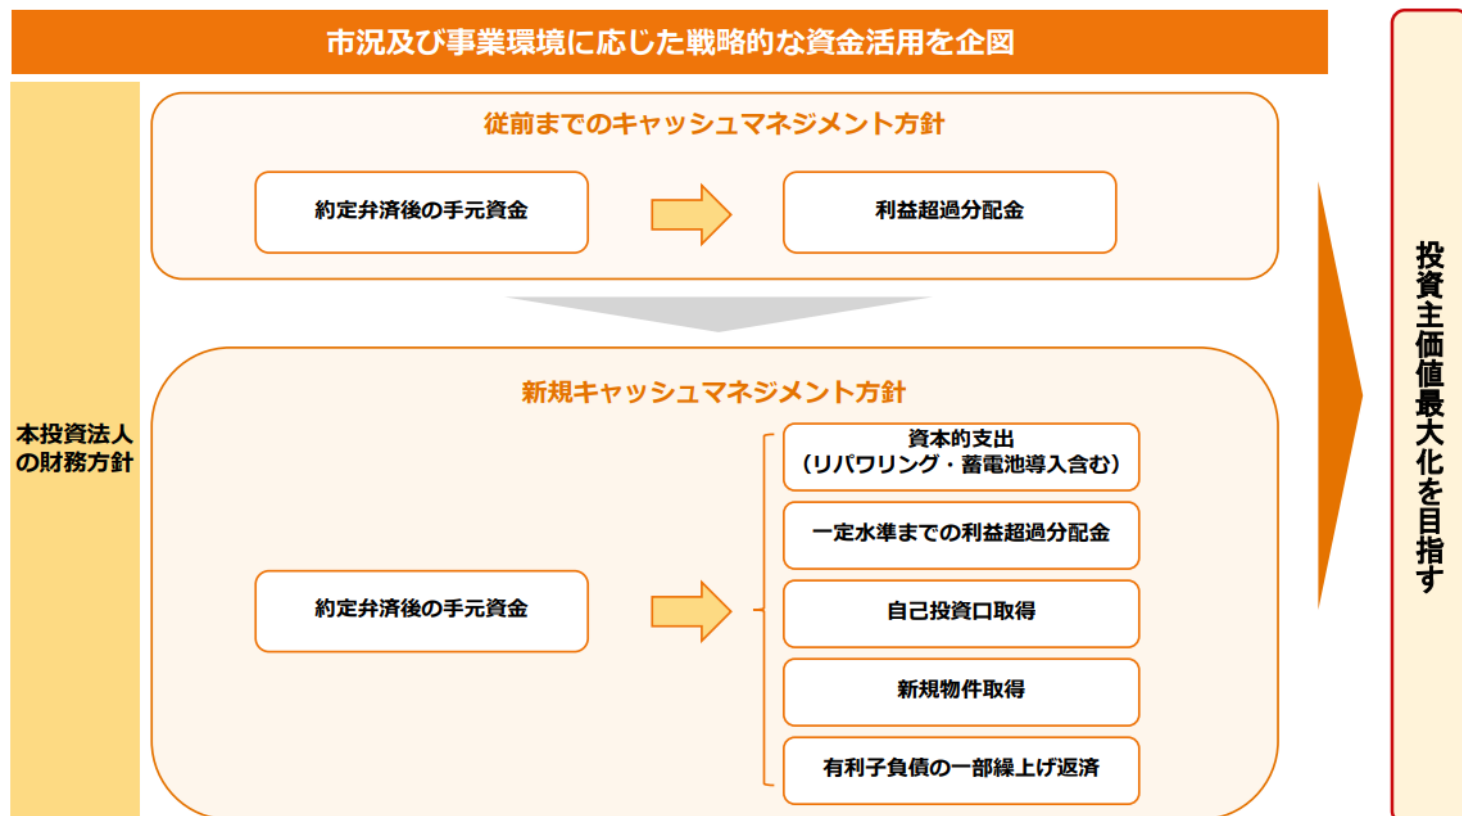 市況及び事業環境に応じた戦略的な資金活用を企図
本投資法人
の財務方針
従前までのキャッシュマネジメント方針
約定弁済後の手元資金
利益超過分配金
新規キャッシュマネジメント方針
約定弁済後の手元資金
資本的支出
（リパワリング・蓄電池導入含む）
一定水準までの利益超過分配金
自己投資口取得
新規物件取得
有利子負債の一部繰上げ返済
投資主価値最大化を目指す